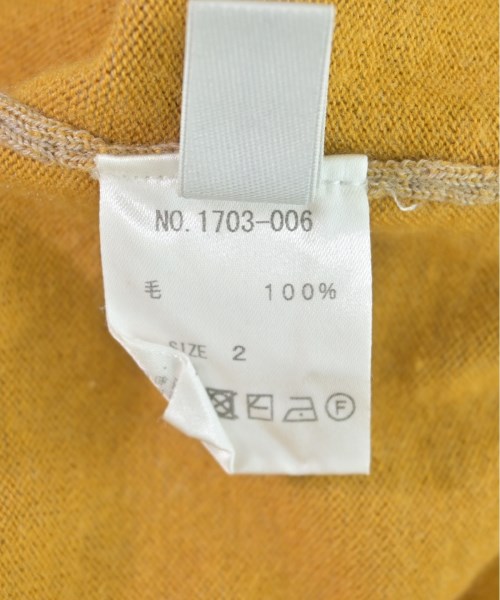 NO. 1703-006
毛 100%
SIZE 2
F